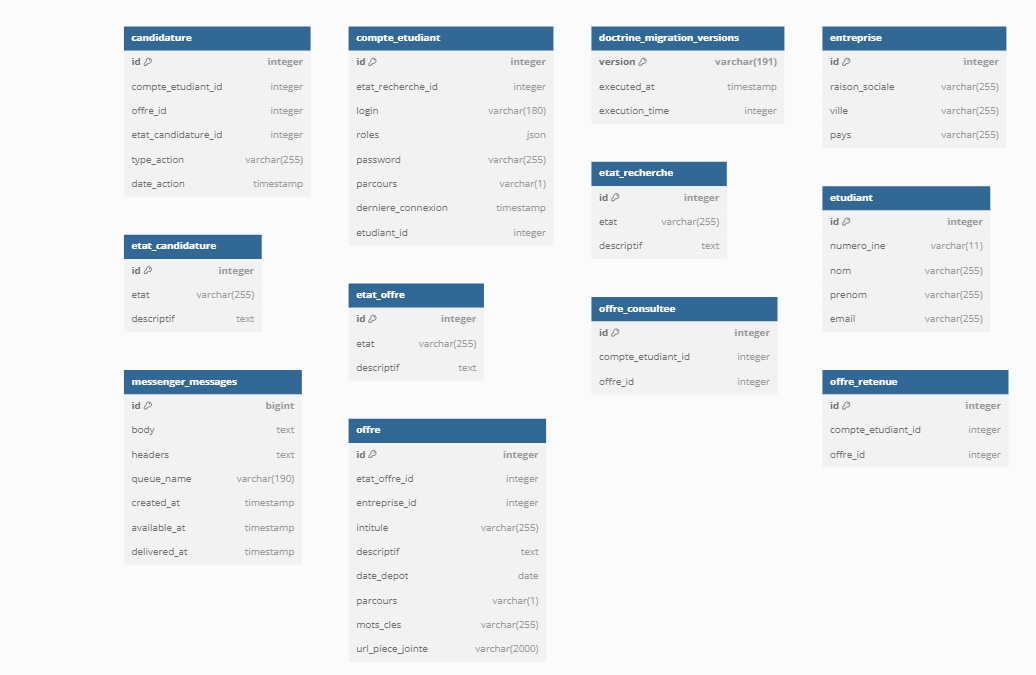 candidature
id integer
compte_etudiant_id integer
offre_id integer
etat_candidature_id integer
type_action varchar(255)
date_action timestamp
etat_candidature
id integer
etat varchar(255)
descriptif text
messenger_messages
id bigint
body text
headers text
queue_name varchar(190)
created_at timestamp
available_at timestamp
delivered_at timestamp
compte_etudiant
id integer
etat_recherche_id integer
login varchar(180)
roles json
password varchar(255)
parcours varchar(1)
derniere_connexion timestamp
etudiant_id integer
etat_offre
id integer
etat varchar(255)
descriptif text
offre
id integer
etat_offre_id integer
entreprise_id integer
intitule varchar(255)
descriptif text
date_depot date
parcours varchar(1)
mots_cles varchar(255)
url_piece_jointe varchar(2000)
doctrine_migration_versions
version varchar(191)
executed_at timestamp
execution_time integer
etat_recherche
id integer
etat varchar(255)
descriptif text
offre_consultee
id integer
compte_etudiant_id integer
offre_id integer
entreprise
id integer
raison_sociale varchar(255)
ville varchar(255)
pays varchar(255)
etudiant
id integer
numero_ine varchar(11)
nom varchar(255)
prenom varchar(255)
email varchar(255)
offre_retenue
id integer
compte_etudiant_id integer
offre_id integer